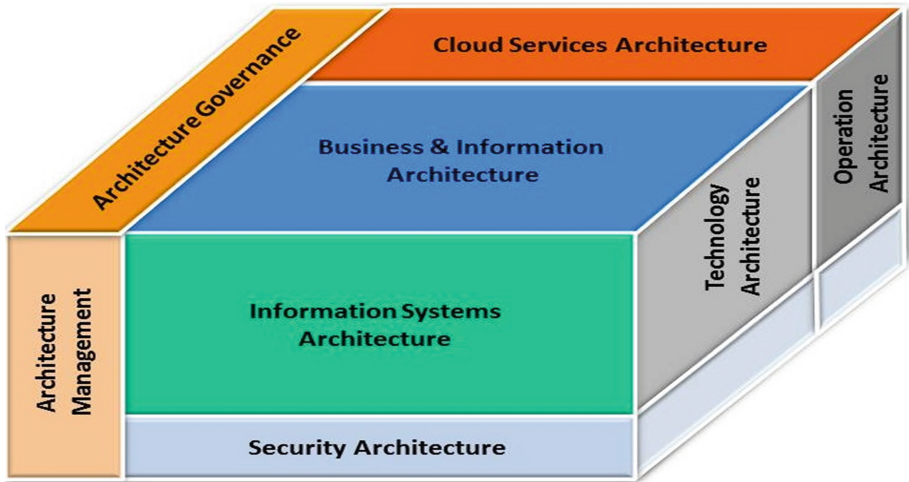 Cloud Services Architecture
Architecture Governance
Business & Information
Architecture
Operation
Architecture
Technology
Architecture
Information Systems
Architecture
Architecture
Management
Security Architecture